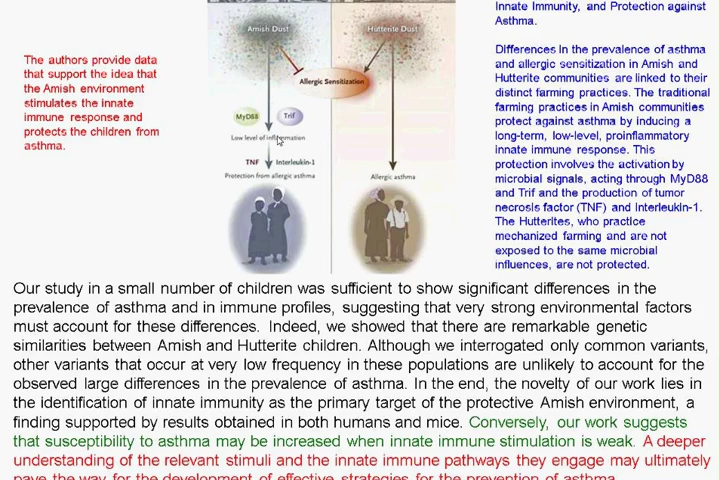 Innate Immunity, and Protection against
Asthma.
Amish Dust
Hutterite Dust
Allergic Sensitization
MyD88
Trif
Low level of inflammation
TNF
Interleukin-1
Protection from allergic asthma
Allergic asthma
The authors provide data
that support the idea that
the Amish environment
stimulates the innate
immune response and
protects the children from
asthma.
Differences in the prevalence of asthma
and allergic sensitization in Amish and
Hutterite communities are linked to their
distinct farming practices. The traditional
farming practices in Amish communities
protect against asthma by inducing a
long-term, low-level, proinflammatory
innate immune response. This
protection involves the activation by
microbial signals, acting through MyD88
and Trif and the production of tumor
necrosis factor (TNF) and Interleukin-1.
The Hutterites, who practice
mechanized farming and are not
exposed to the same microbial
influences, are not protected.
Our study in a small number of children was sufficient to show significant differences in the
prevalence of asthma and in immune profiles, suggesting that very strong environmental factors
must account for these differences. Indeed, we showed that there are remarkable genetic
similarities between Amish and Hutterite children. Although we interrogated only common variants,
other variants that occur at very low frequency in these populations are unlikely to account for the
observed large differences in the prevalence of asthma. In the end, the novelty of our work lies in
the identification of innate immunity as the primary target of the protective Amish environment, a
finding supported by results obtained in both humans and mice. Conversely, our work suggests
that susceptibility to asthma may be increased when innate immune stimulation is weak. A deeper
understanding of the relevant stimuli and the innate immune pathways they engage may ultimately
pave the way for the development of effective strategies for the prevention of asthma